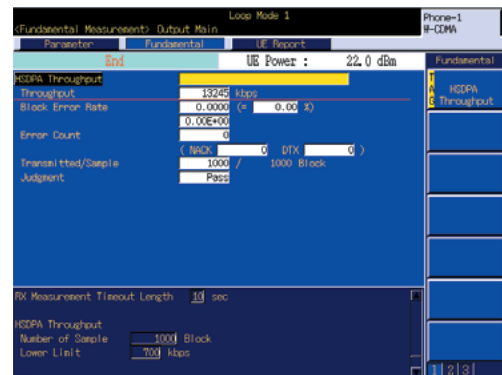 Loop Mode 1
<Fundamental Measurement> Output Main
Phone-1
W-CDMA
Parameter Fundamental UE Report
End UE Power : 22.0 dBm
Fundamental
HSDPA Throughput
Throughput 13245 kbps
Block Error Rate 0.0000 (= 0.00 %)
0.00E+00
Error Count 0
( NACK 0 DTX 0 )
Transmitted/Sample 1000 / 1000 Block
Judgment Pass
TAG
HSDPA
Throughput
RX Measurement Timeout Length 10 sec
HSDPA Throughput
Number of Sample 1000 Block
Lower Limit 700 kbps
1 2 3